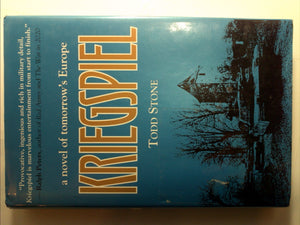 "Provocative, ingenious and rich in military detail,
Kriegspiel is marvelous entertainment from start to finish."
a novel of tomorrow's Europe
KRIEGSPIEL
TODD STONE